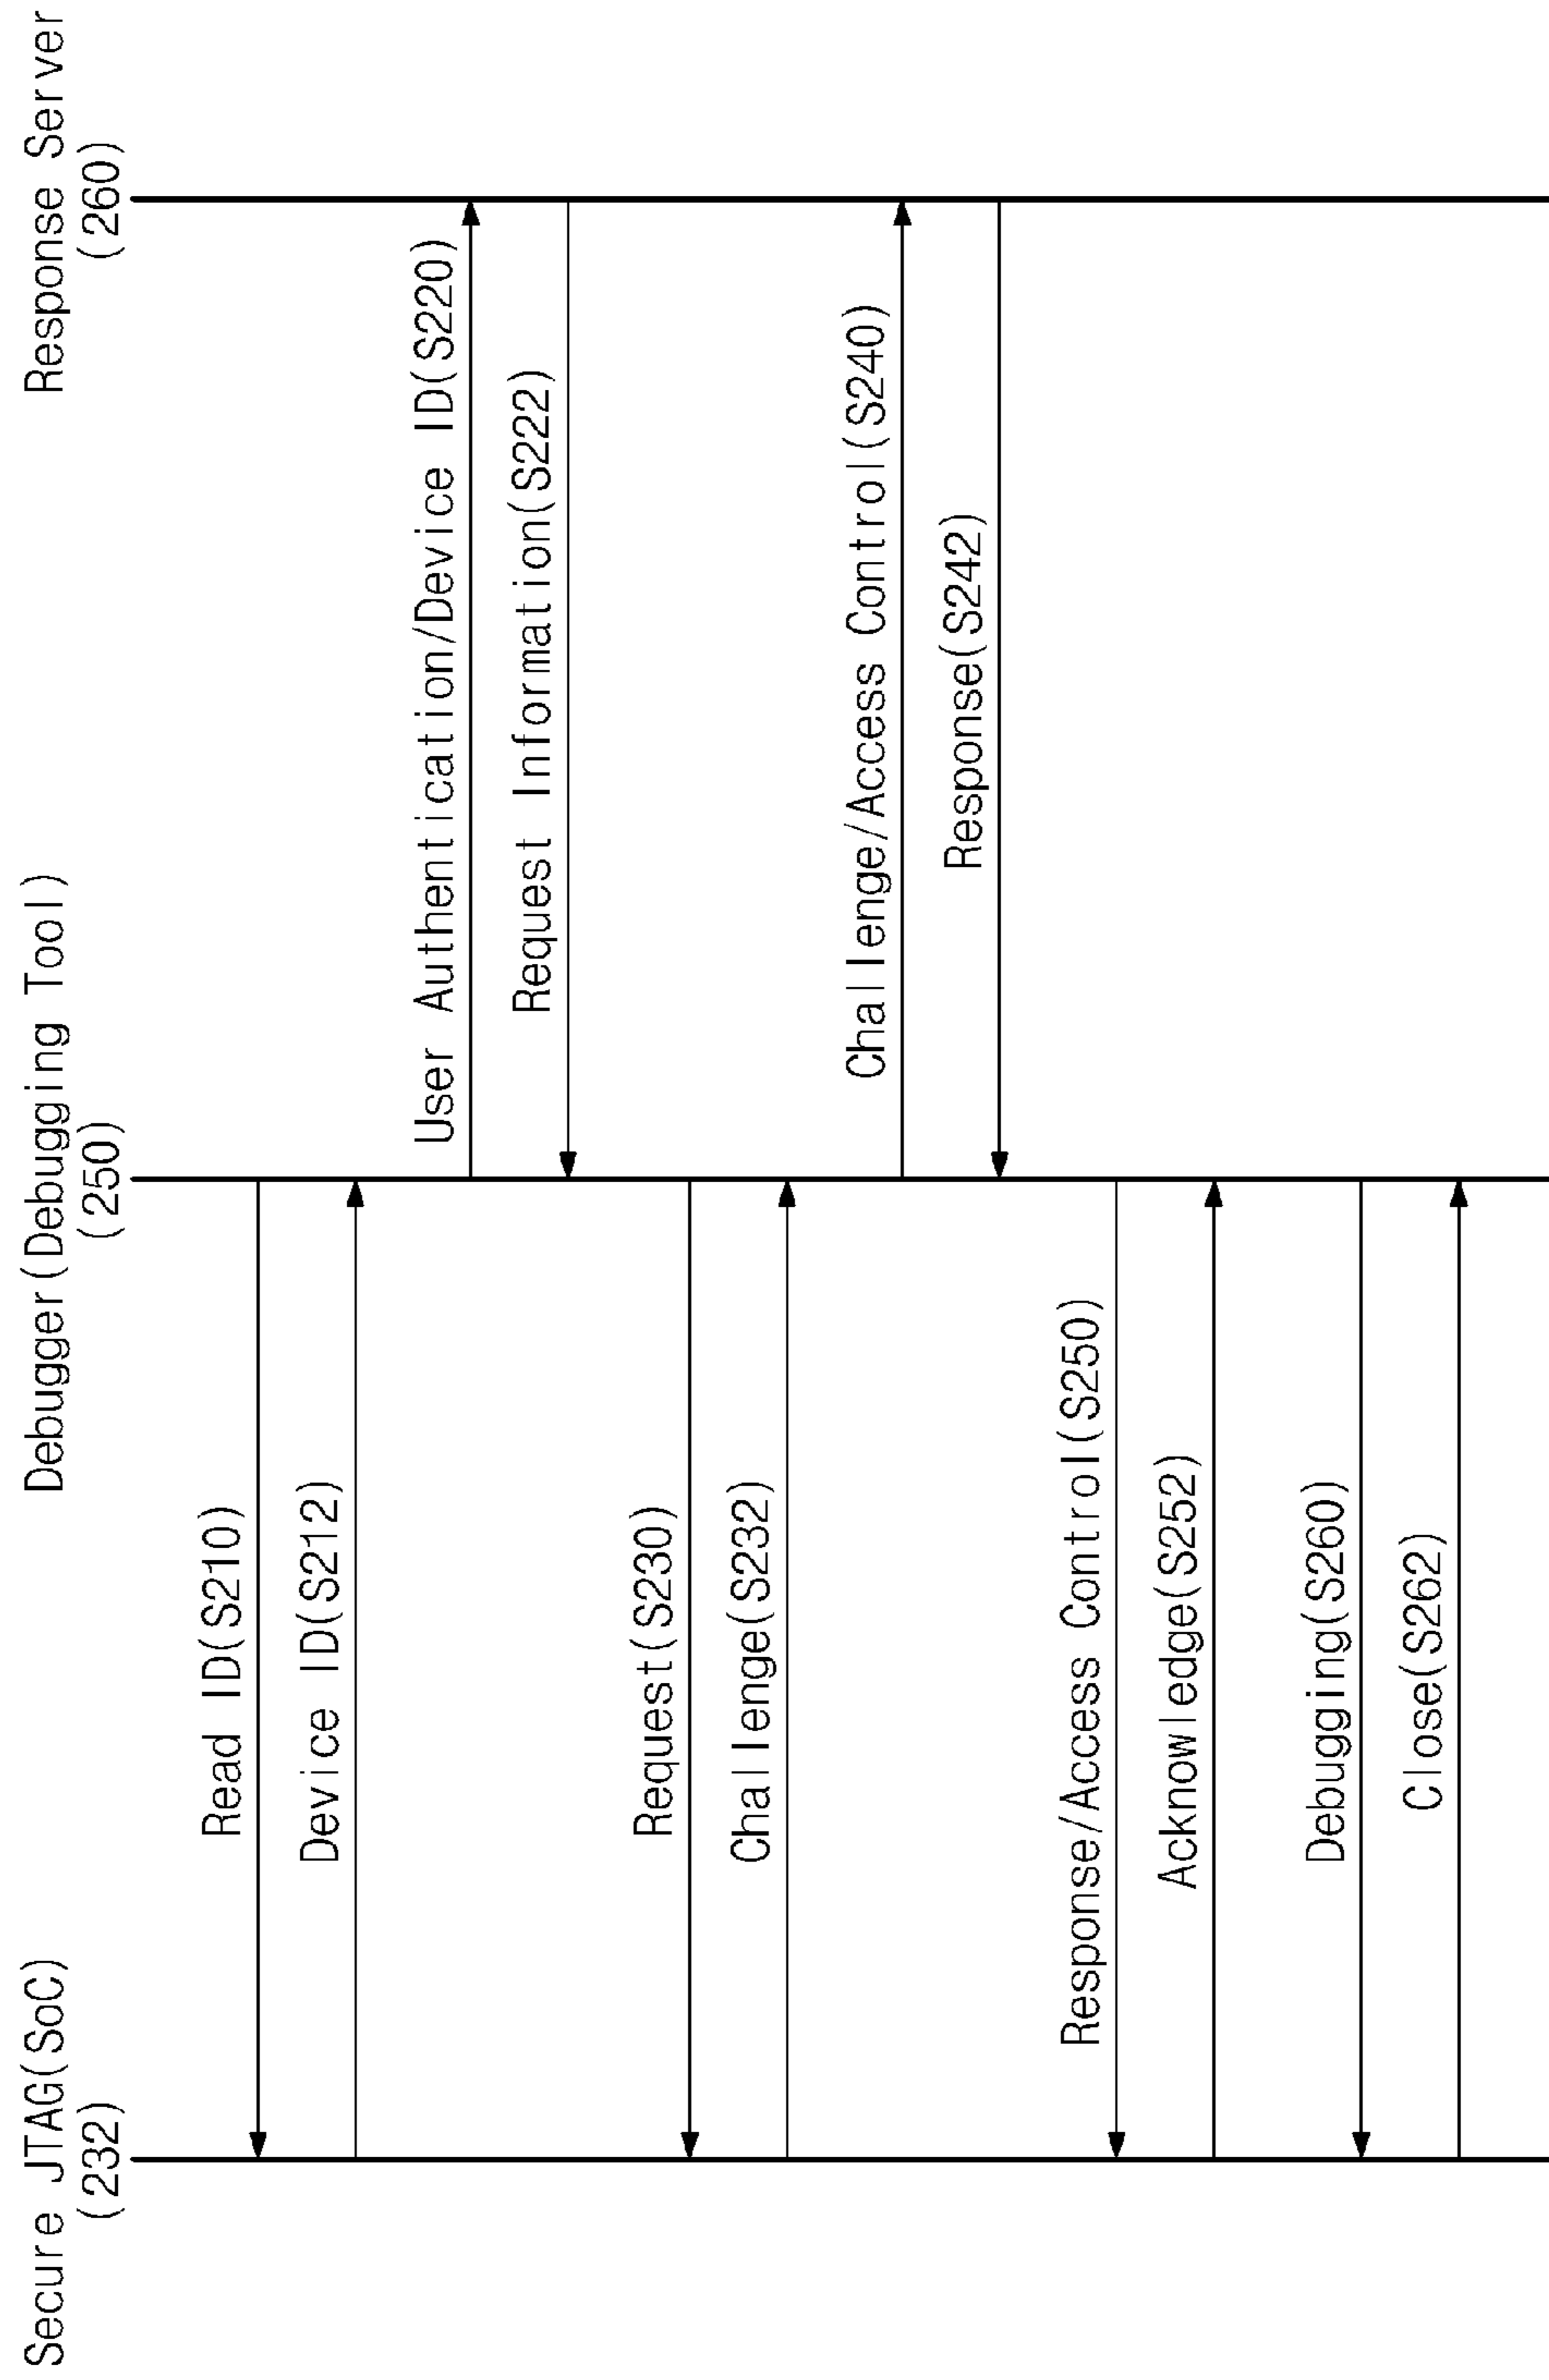 Secure JTAG(SoC)
(232)
Debugger(Debugging Tool)
(250)
Response Server
(260)
Read ID(S210)
Device ID(S212)
User Authentication/Device ID(S220)
Request Information(S222)
Request(S230)
Challenge(S232)
Challenge/Access Control(S240)
Response(S242)
Response/Access Control(S250)
Acknowledge(S252)
Debugging(S260)
Close(S262)